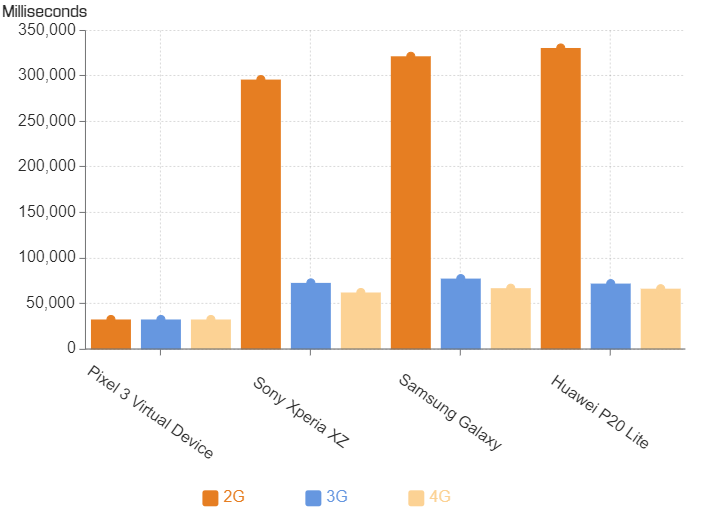 Milliseconds
350,000
300,000
250,000
200,000
150,000
100,000
50,000
0
Pixel 3 Virtual Device
Sony Xperia XZ
Samsung Galaxy
Huawei P20 Lite
2G
3G
4G